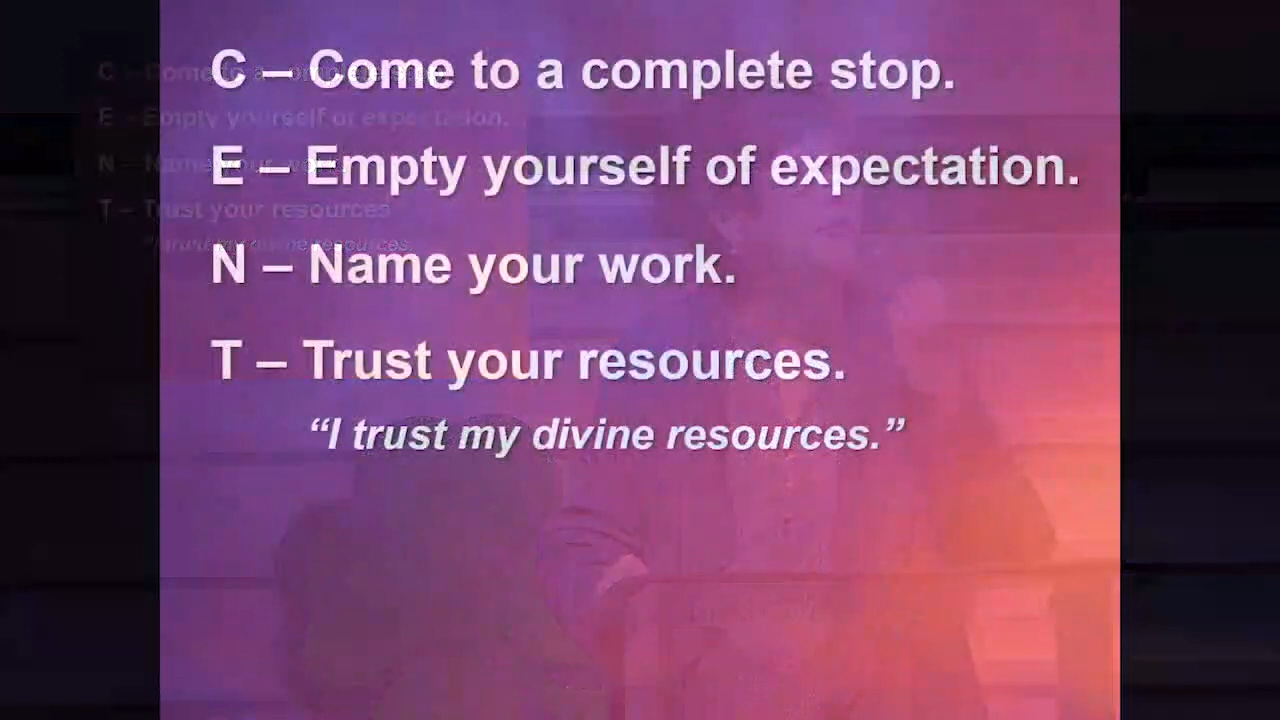 C – Come to a complete stop.
E – Empty yourself of expectation.
N – Name your work.
T – Trust your resources.
“I trust my divine resources.”